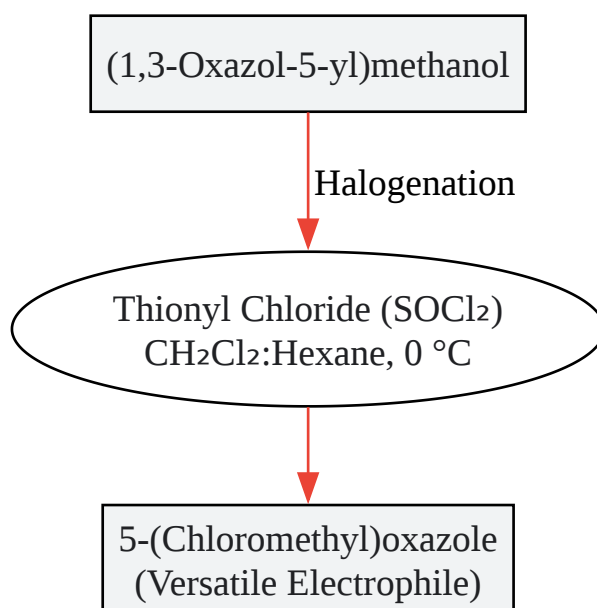 (1,3-Oxazol-5-yl)methanol
Halogenation
Thionyl Chloride (SOCl₂)
CH₂Cl₂:Hexane, 0 °C
5-(Chloromethyl)oxazole
(Versatile Electrophile)